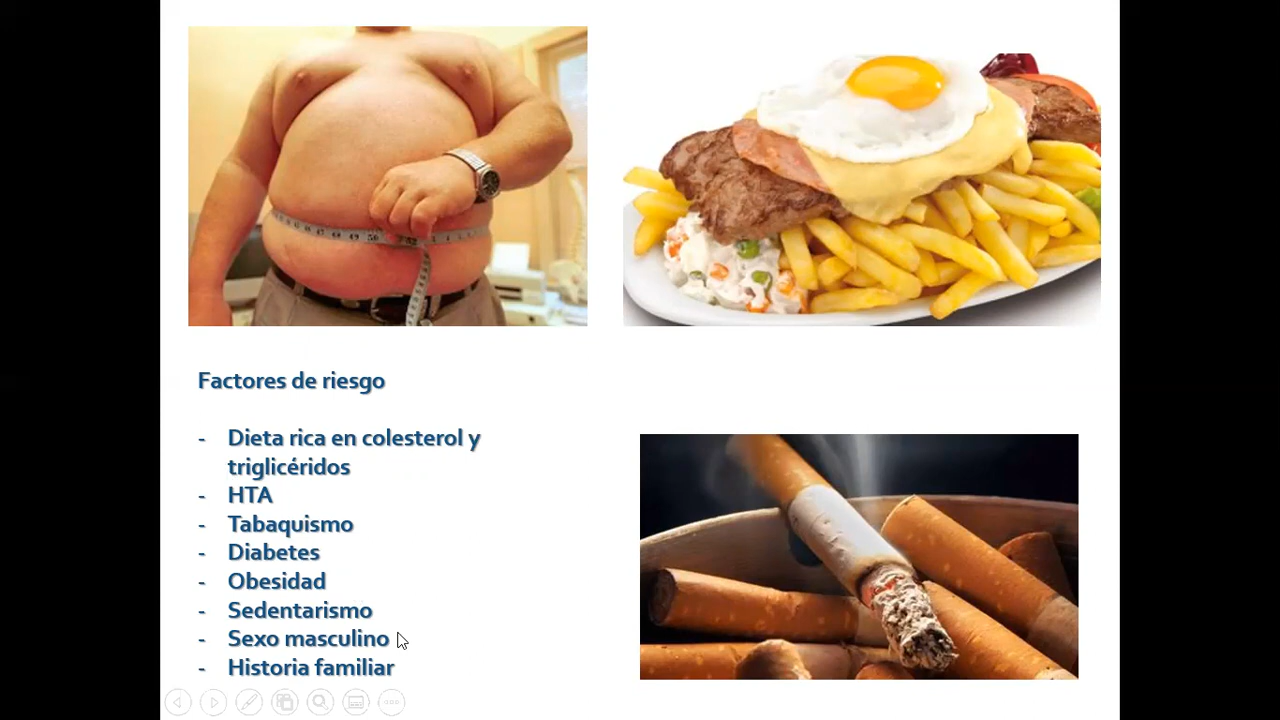 Factores de riesgo
- Dieta rica en colesterol y
triglicéridos
- HTA
- Tabaquismo
- Diabetes
- Obesidad
- Sedentarismo
- Sexo masculino
- Historia familiar